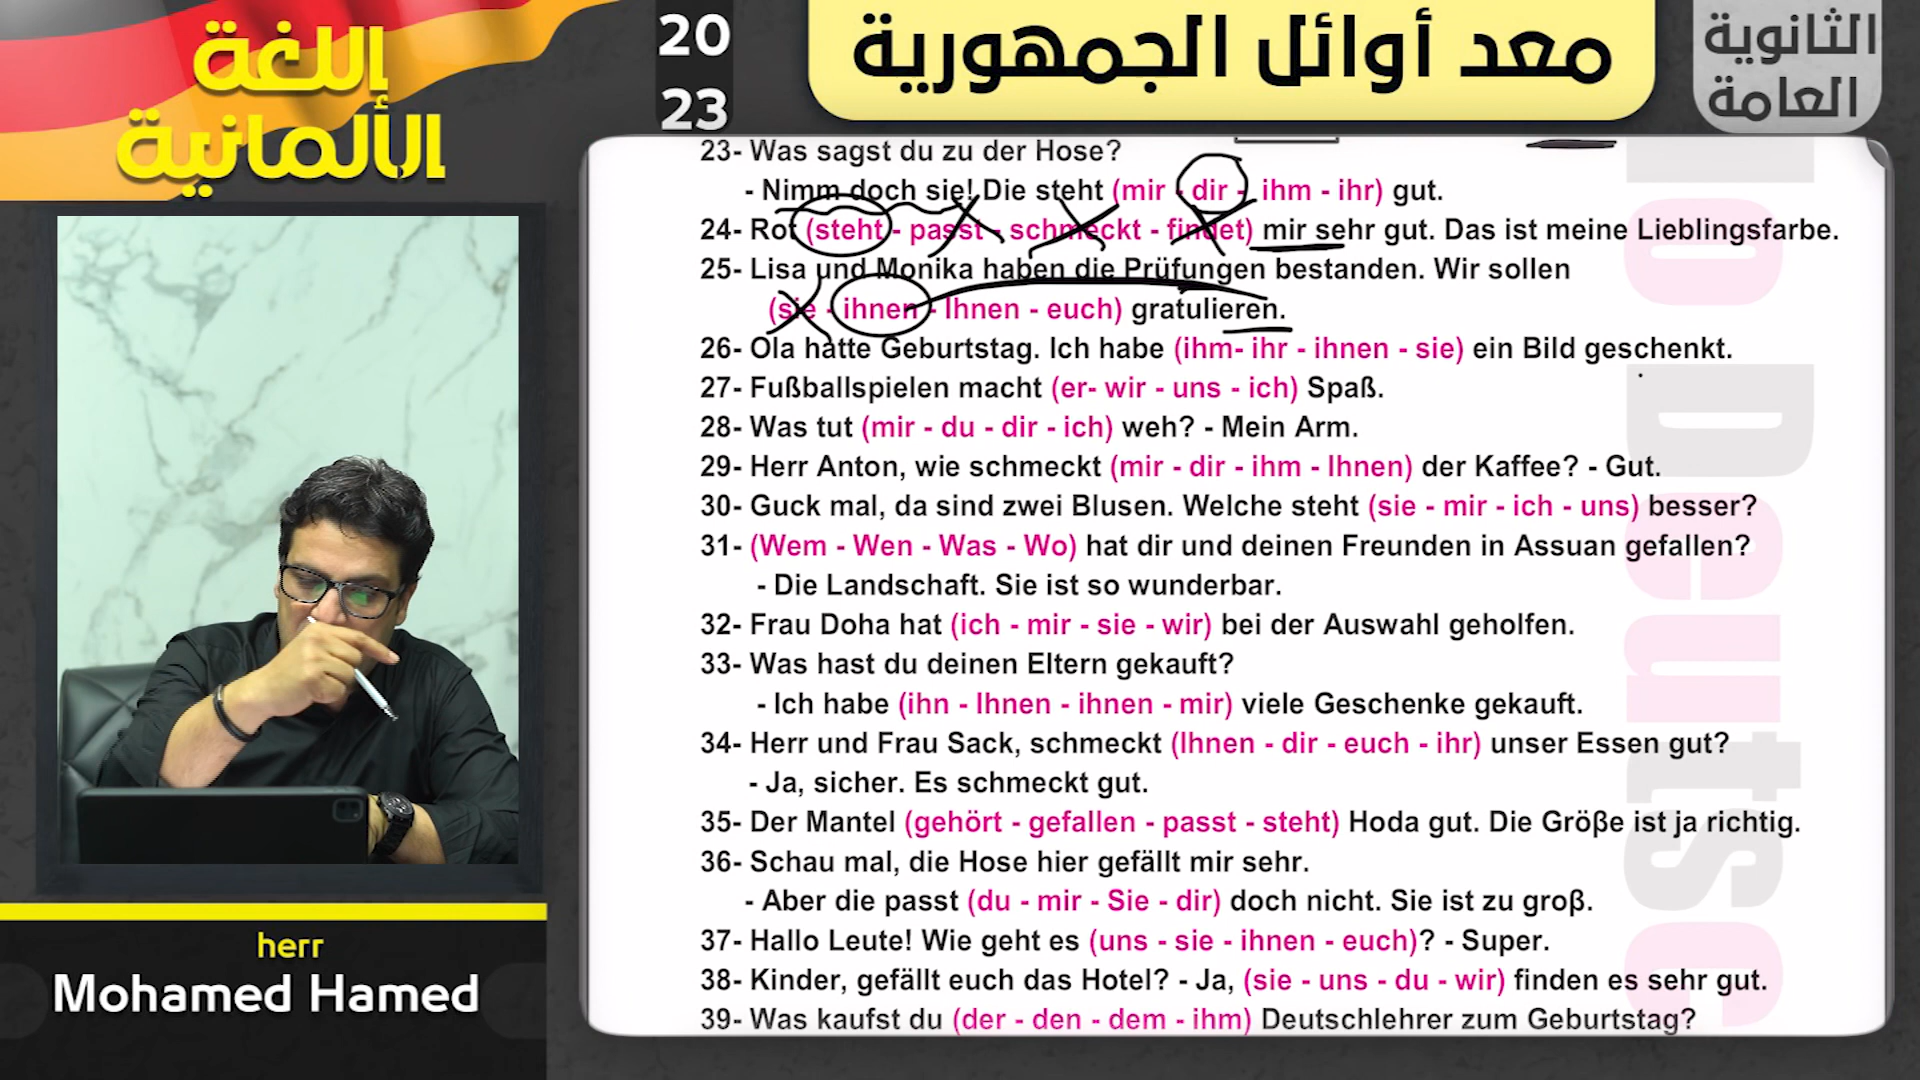 اللغة
الألمانية
20
23
معد أوائل الجمهورية
الثانوية
العامة
23- Was sagst du zu der Hose?
- Nimm doch sie! Die steht (mir - dir - ihm - ihr) gut.
24- Rot (steht - passt - schmeckt - findet) mir sehr gut. Das ist meine Lieblingsfarbe.
25- Lisa und Monika haben die Prüfungen bestanden. Wir sollen
(sie - ihnen - Ihnen - euch) gratulieren.
26- Ola hatte Geburtstag. Ich habe (ihm- ihr - ihnen - sie) ein Bild geschenkt.
27- Fußballspielen macht (er- wir - uns - ich) Spaß.
28- Was tut (mir - du - dir - ich) weh? - Mein Arm.
29- Herr Anton, wie schmeckt (mir - dir - ihm - Ihnen) der Kaffee? - Gut.
30- Guck mal, da sind zwei Blusen. Welche steht (sie - mir - ich - uns) besser?
31- (Wem - Wen - Was - Wo) hat dir und deinen Freunden in Assuan gefallen?
- Die Landschaft. Sie ist so wunderbar.
32- Frau Doha hat (ich - mir - sie - wir) bei der Auswahl geholfen.
33- Was hast du deinen Eltern gekauft?
- Ich habe (ihn - Ihnen - ihnen - mir) viele Geschenke gekauft.
34- Herr und Frau Sack, schmeckt (Ihnen - dir - euch - ihr) unser Essen gut?
- Ja, sicher. Es schmeckt gut.
35- Der Mantel (gehört - gefallen - passt - steht) Hoda gut. Die Gröβe ist ja richtig.
36- Schau mal, die Hose hier gefällt mir sehr.
- Aber die passt (du - mir - Sie - dir) doch nicht. Sie ist zu groβ.
37- Hallo Leute! Wie geht es (uns - sie - ihnen - euch)? - Super.
38- Kinder, gefällt euch das Hotel? - Ja, (sie - uns - du - wir) finden es sehr gut.
39- Was kaufst du (der - den - dem - ihm) Deutschlehrer zum Geburtstag?
herr
Mohamed Hamed